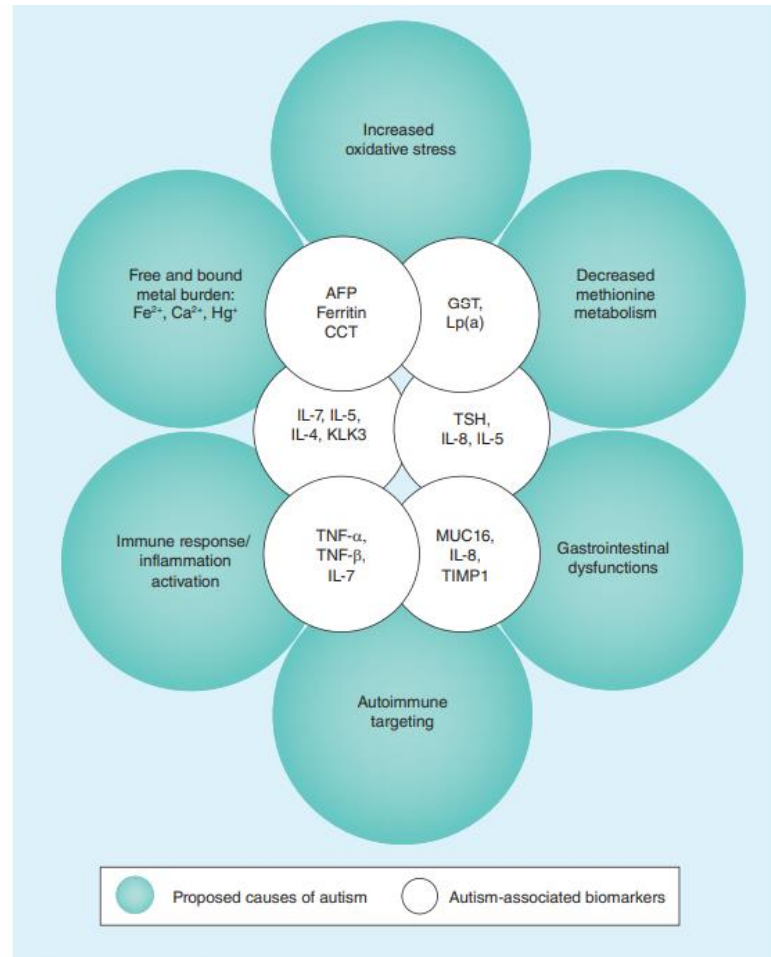 Increased
oxidative stress
Free and bound
metal burden:
Fe²⁺, Ca²⁺, Hg⁺
Decreased
methionine
metabolism
AFP
Ferritin
CCT
GST,
Lp(a)
IL-7, IL-5,
IL-4, KLK3
TSH,
IL-8, IL-5
Immune response/
inflammation
activation
TNF-α,
TNF-β,
IL-7
MUC16,
IL-8,
TIMP1
Gastrointestinal
dysfunctions
Autoimmune
targeting
Proposed causes of autism
Autism-associated biomarkers